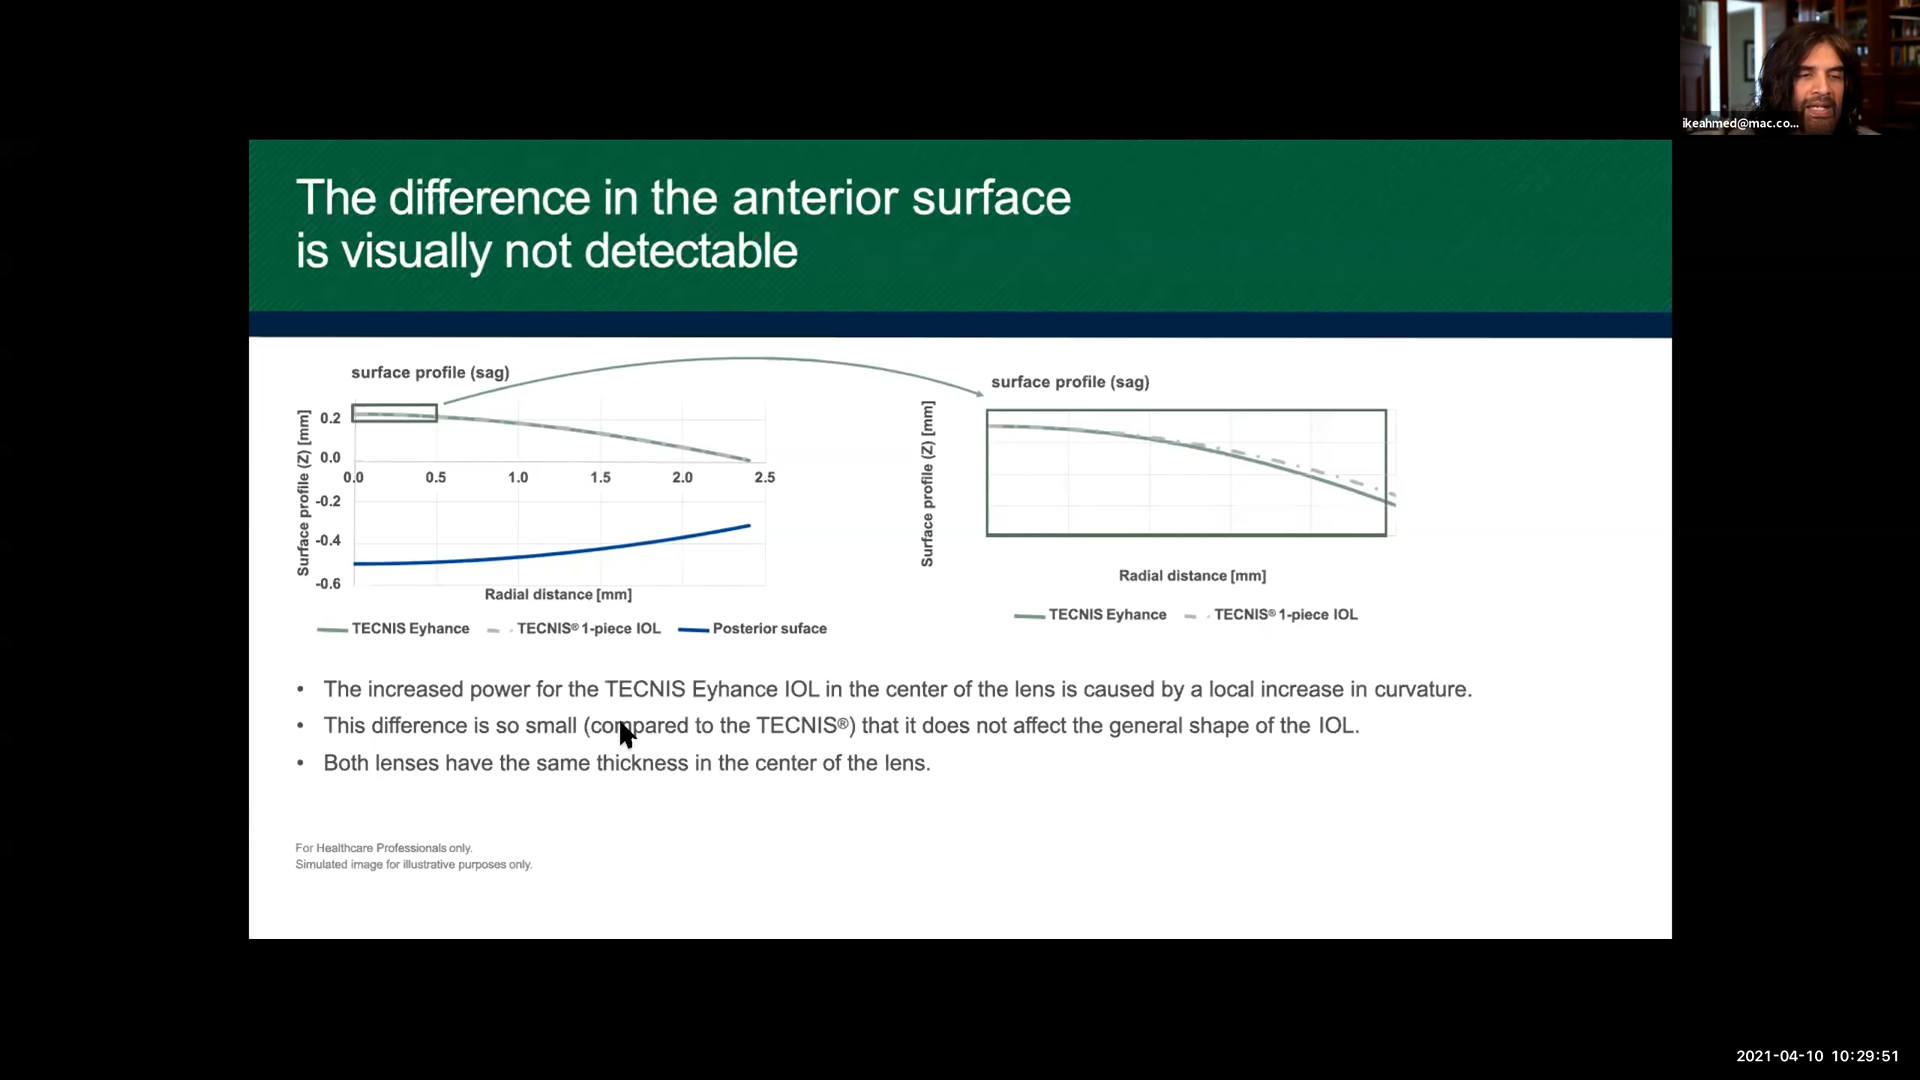 ikeahmed@mac.co...
The difference in the anterior surface
is visually not detectable
surface profile (sag)
Surface profile (Z) [mm]
0.2
0.0
-0.2
-0.4
-0.6
0.0 0.5 1.0 1.5 2.0 2.5
Radial distance [mm]
TECNIS Eyhance TECNIS® 1-piece IOL Posterior suface
surface profile (sag)
Surface profile (Z) [mm]
Radial distance [mm]
TECNIS Eyhance TECNIS® 1-piece IOL
• The increased power for the TECNIS Eyhance IOL in the center of the lens is caused by a local increase in curvature.
• This difference is so small (compared to the TECNIS®) that it does not affect the general shape of the IOL.
• Both lenses have the same thickness in the center of the lens.
For Healthcare Professionals only.
Simulated image for illustrative purposes only.
2021-04-10 10:29:51